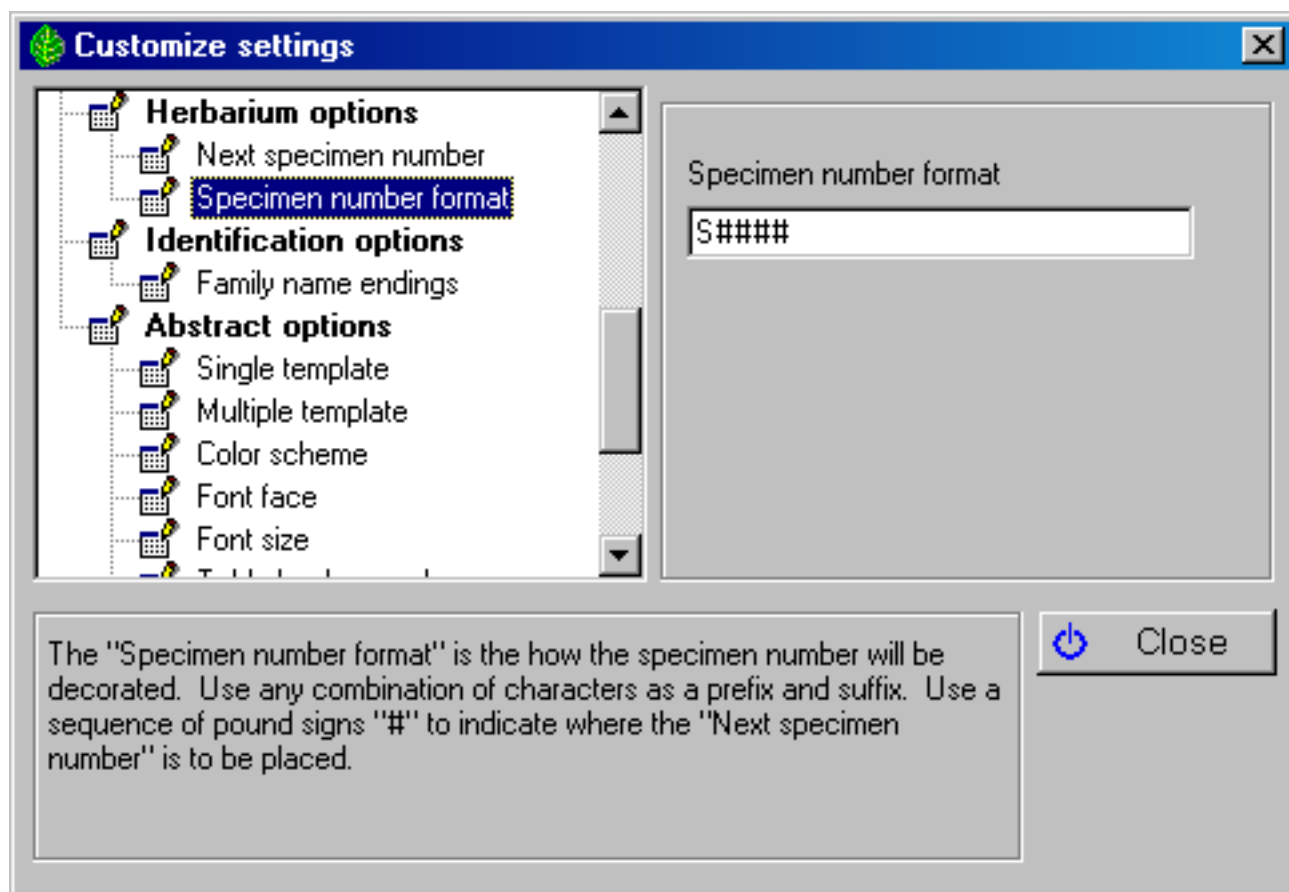 Customize settings
Herbarium options
Next specimen number
Specimen number format
Identification options
Family name endings
Abstract options
Single template
Multiple template
Color scheme
Font face
Font size
Specimen number format
S####
The "Specimen number format" is the how the specimen number will be
decorated.  Use any combination of characters as a prefix and suffix.  Use a
sequence of pound signs "#" to indicate where the "Next specimen
number" is to be placed.
Close